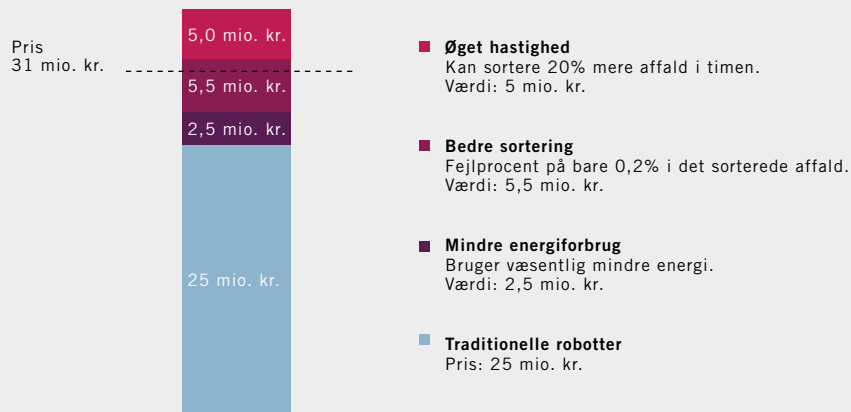 Pris
31 mio. kr.
5,0 mio. kr.
5,5 mio. kr.
2,5 mio. kr.
25 mio. kr.
Øget hastighed
Kan sortere 20% mere affald i timen.
Værdi: 5 mio. kr.
Bedre sortering
Fejlprocent på bare 0,2% i det sorterede affald.
Værdi: 5,5 mio. kr.
Mindre energiforbrug
Bruger væsentlig mindre energi.
Værdi: 2,5 mio. kr.
Traditionelle robotter
Pris: 25 mio. kr.